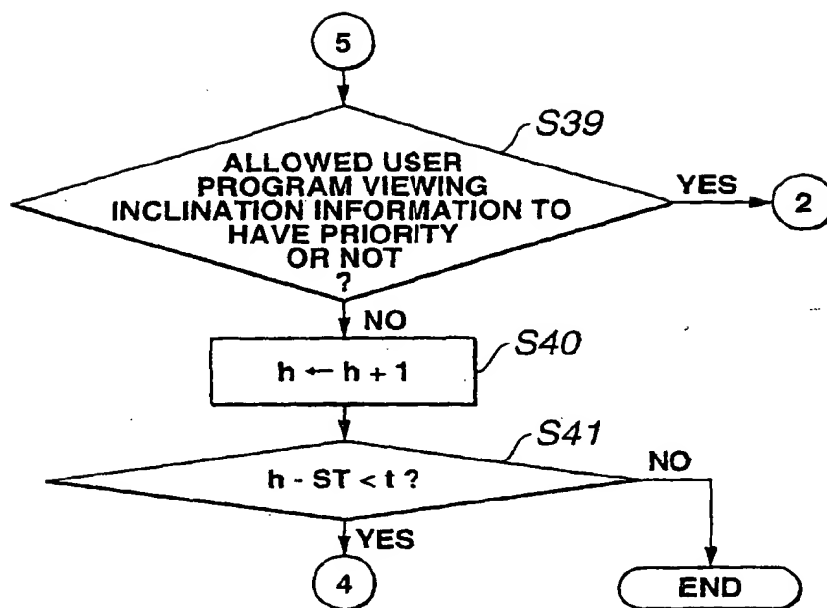 5
S39
ALLOWED USER
PROGRAM VIEWING
INCLINATION INFORMATION TO
HAVE PRIORITY
OR NOT
?
YES
2
NO
S40
h ← h + 1
S41
h - ST < t ?
NO
YES
4
END